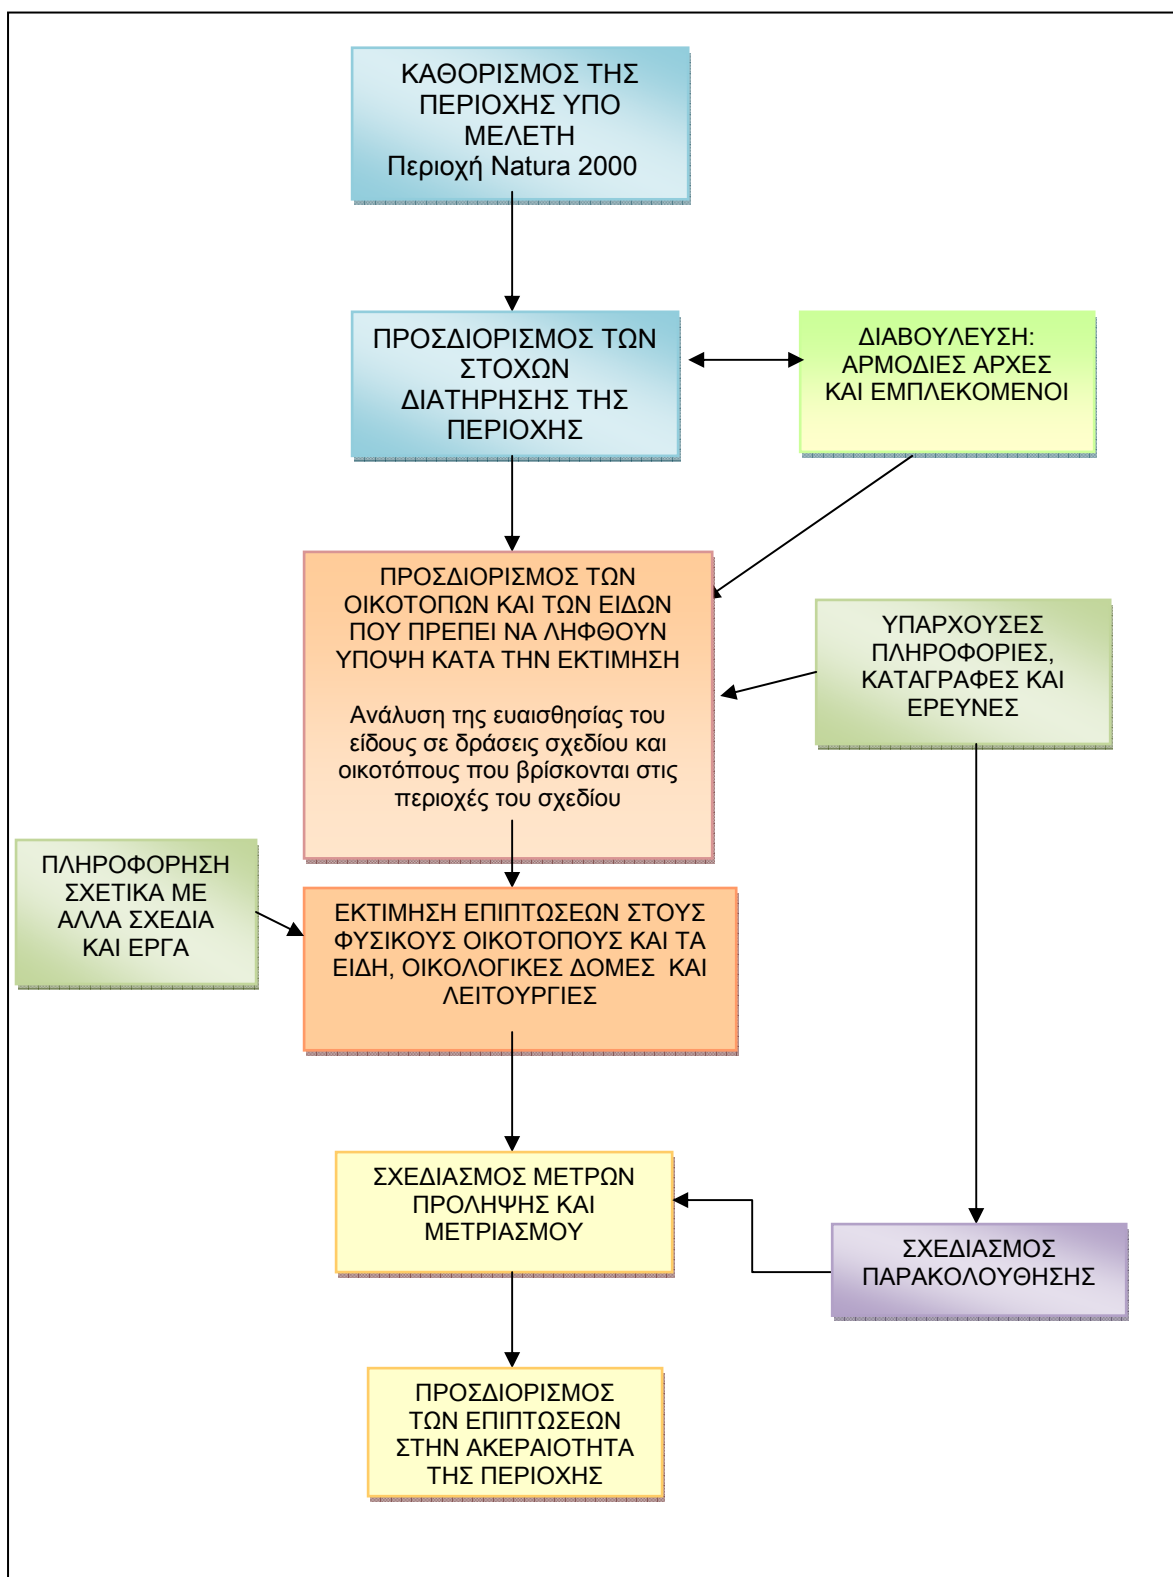 ΚΑΘΟΡΙΣΜΟΣ ΤΗΣ
ΠΕΡΙΟΧΗΣ ΥΠΟ
ΜΕΛΕΤΗ
Περιοχή Natura 2000
ΠΡΟΣΔΙΟΡΙΣΜΟΣ ΤΩΝ
ΣΤΟΧΩΝ
ΔΙΑΤΗΡΗΣΗΣ ΤΗΣ
ΠΕΡΙΟΧΗΣ
ΔΙΑΒΟΥΛΕΥΣΗ:
ΑΡΜΟΔΙΕΣ ΑΡΧΕΣ
ΚΑΙ ΕΜΠΛΕΚΟΜΕΝΟΙ
ΠΡΟΣΔΙΟΡΙΣΜΟΣ ΤΩΝ
ΟΙΚΟΤΟΠΩΝ ΚΑΙ ΤΩΝ ΕΙΔΩΝ
ΠΟΥ ΠΡΕΠΕΙ ΝΑ ΛΗΦΘΟΥΝ
ΥΠΟΨΗ ΚΑΤΑ ΤΗΝ ΕΚΤΙΜΗΣΗ
Ανάλυση της ευαισθησίας του
είδους σε δράσεις σχεδίου και
οικοτόπους που βρίσκονται στις
περιοχές του σχεδίου
ΥΠΑΡΧΟΥΣΕΣ
ΠΛΗΡΟΦΟΡΙΕΣ,
ΚΑΤΑΓΡΑΦΕΣ ΚΑΙ
ΕΡΕΥΝΕΣ
ΠΛΗΡΟΦΟΡΗΣΗ
ΣΧΕΤΙΚΑ ΜΕ
ΑΛΛΑ ΣΧΕΔΙΑ
ΚΑΙ ΕΡΓΑ
ΕΚΤΙΜΗΣΗ ΕΠΙΠΤΩΣΕΩΝ ΣΤΟΥΣ
ΦΥΣΙΚΟΥΣ ΟΙΚΟΤΟΠΟΥΣ ΚΑΙ ΤΑ
ΕΙΔΗ, ΟΙΚΟΛΟΓΙΚΕΣ ΔΟΜΕΣ ΚΑΙ
ΛΕΙΤΟΥΡΓΙΕΣ
ΣΧΕΔΙΑΣΜΟΣ ΜΕΤΡΩΝ
ΠΡΟΛΗΨΗΣ ΚΑΙ
ΜΕΤΡΙΑΣΜΟΥ
ΣΧΕΔΙΑΣΜΟΣ
ΠΑΡΑΚΟΛΟΥΘΗΣΗΣ
ΠΡΟΣΔΙΟΡΙΣΜΟΣ
ΤΩΝ ΕΠΙΠΤΩΣΕΩΝ
ΣΤΗΝ ΑΚΕΡΑΙΟΤΗΤΑ
ΤΗΣ ΠΕΡΙΟΧΗΣ